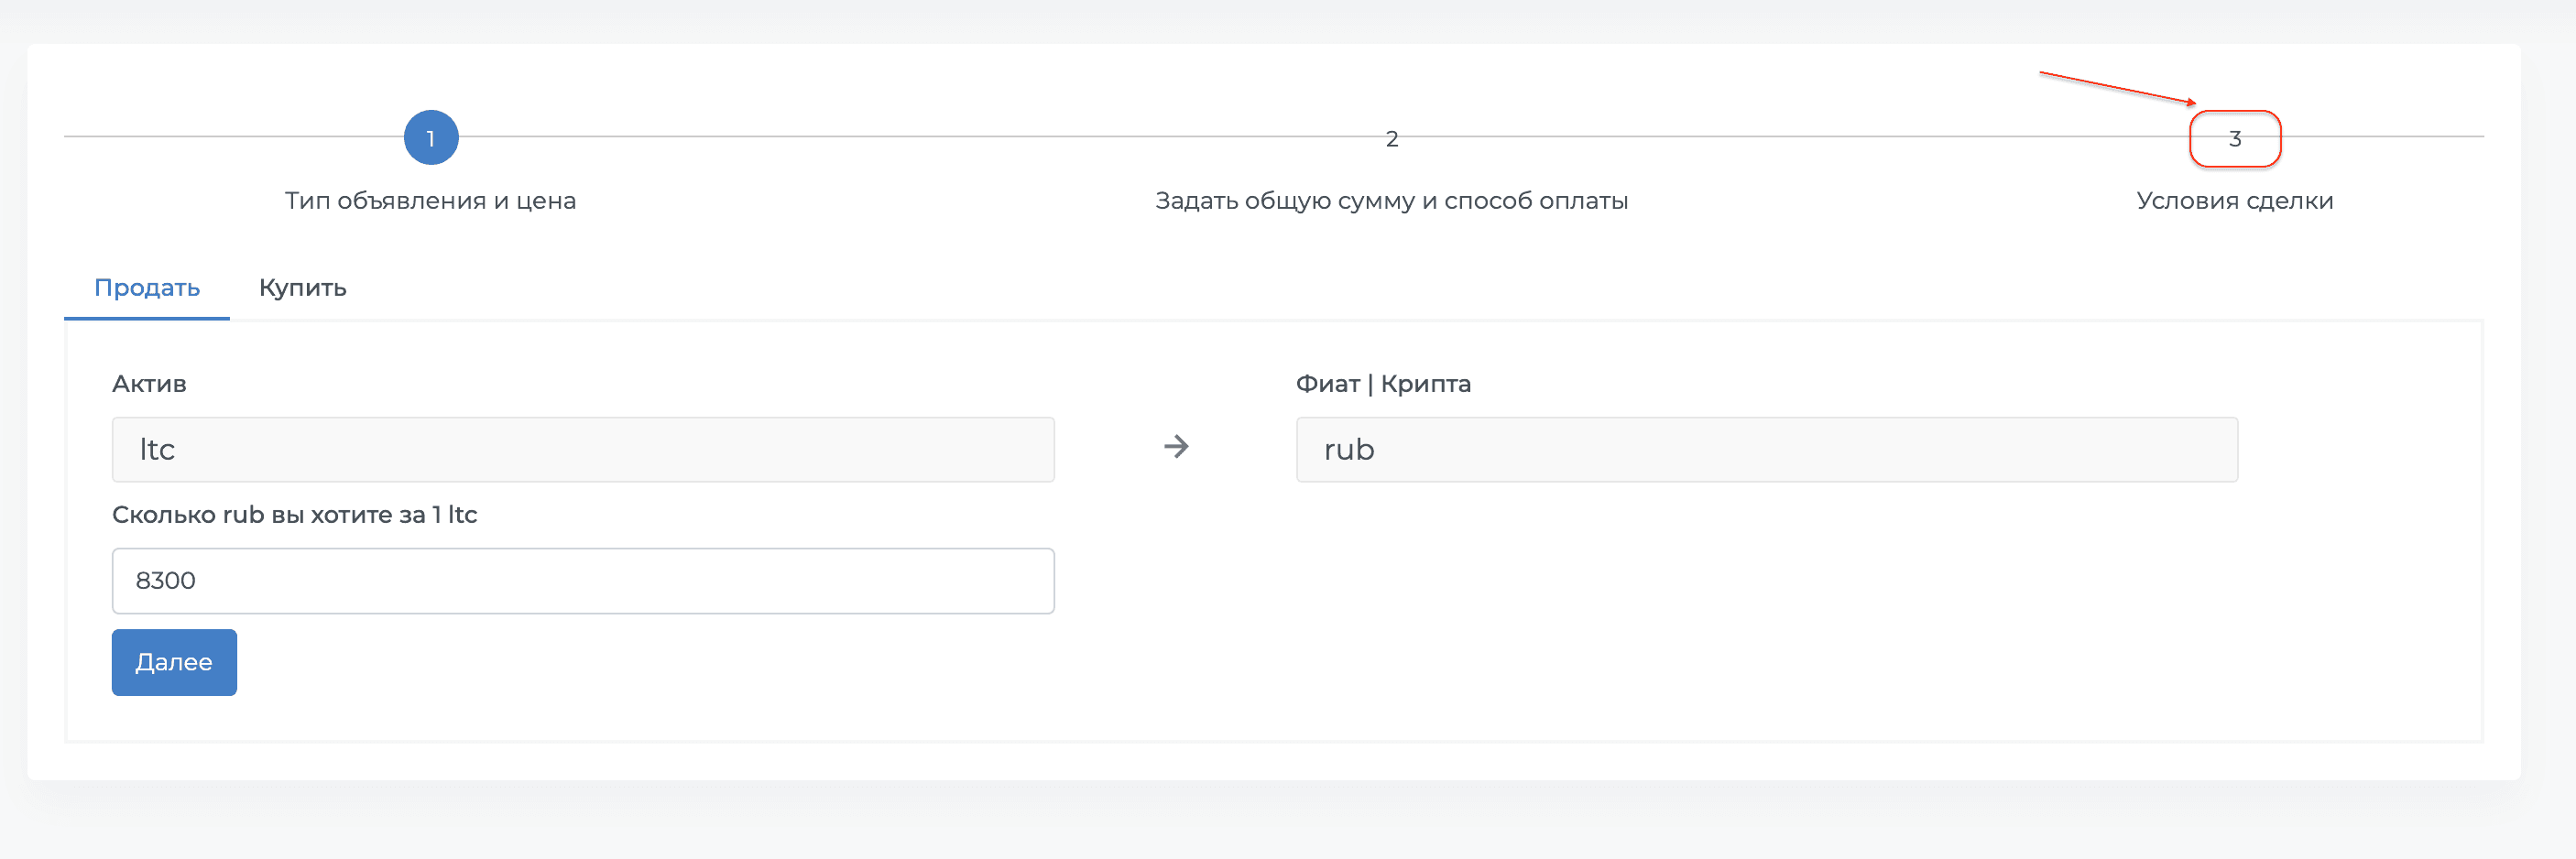 1
2
3
Тип объявления и цена
Задать общую сумму и способ оплаты
Условия сделки
Продать
Купить
Актив
Фиат | Крипта
ltc
rub
Сколько rub вы хотите за 1 ltc
8300
Далее